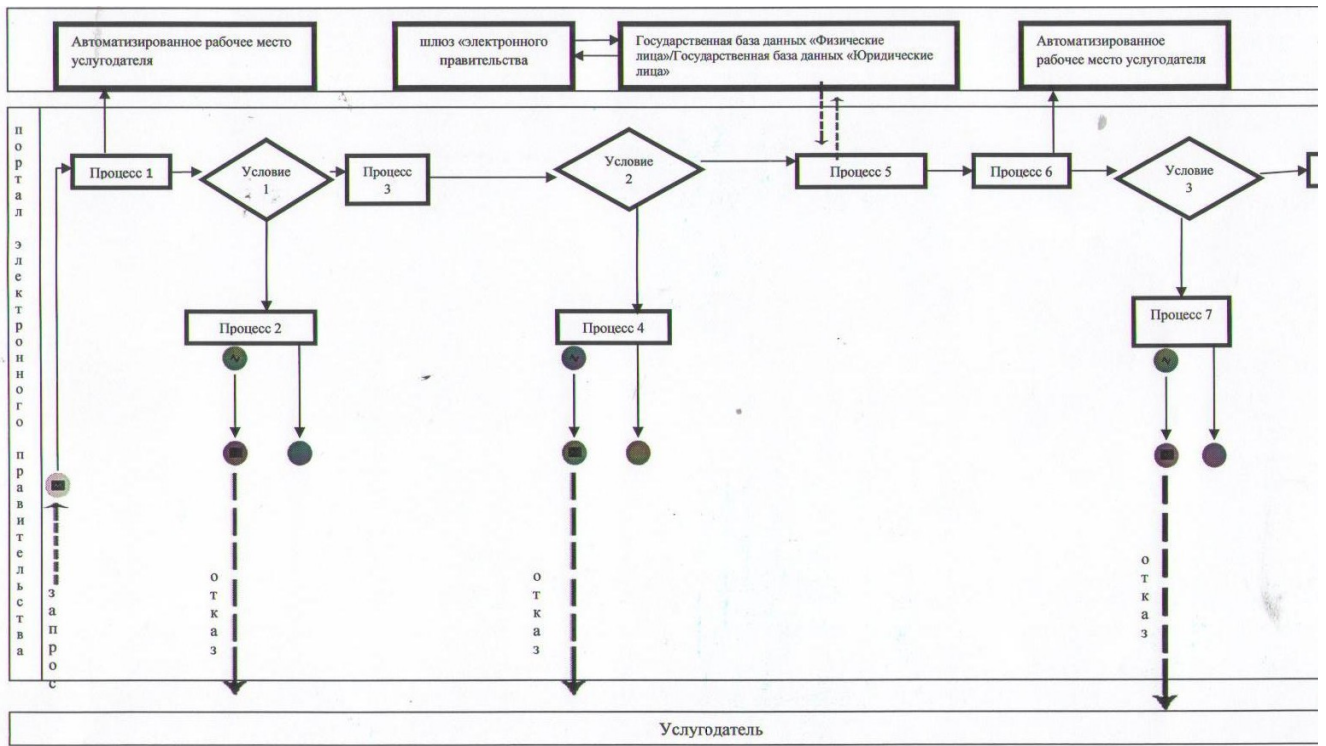 Автоматизированное рабочее место
услугодателя
шлюз «электронного
правительства
Государственная база данных «Физические
лица»/Государственная база данных «Юридические
лица»
Автоматизированное
рабочее место услугодателя
портал электронного правительства
Процесс 1
Условие
1
Процесс
3
Условие
2
Процесс 5
Процесс 6
Условие
3
Процесс 2
Процесс 4
Процесс 7
запрос
отказ
отказ
отказ
Услугодатель